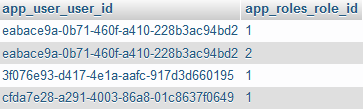 app_user_user_id app_roles_role_id
eabace9a-0b71-460f-a410-228b3ac94bd2 1
eabace9a-0b71-460f-a410-228b3ac94bd2 2
3f076e93-d417-4e1a-aafc-917d3d660195 1
cfda7e28-a291-4003-86a8-01c8637f0649 1